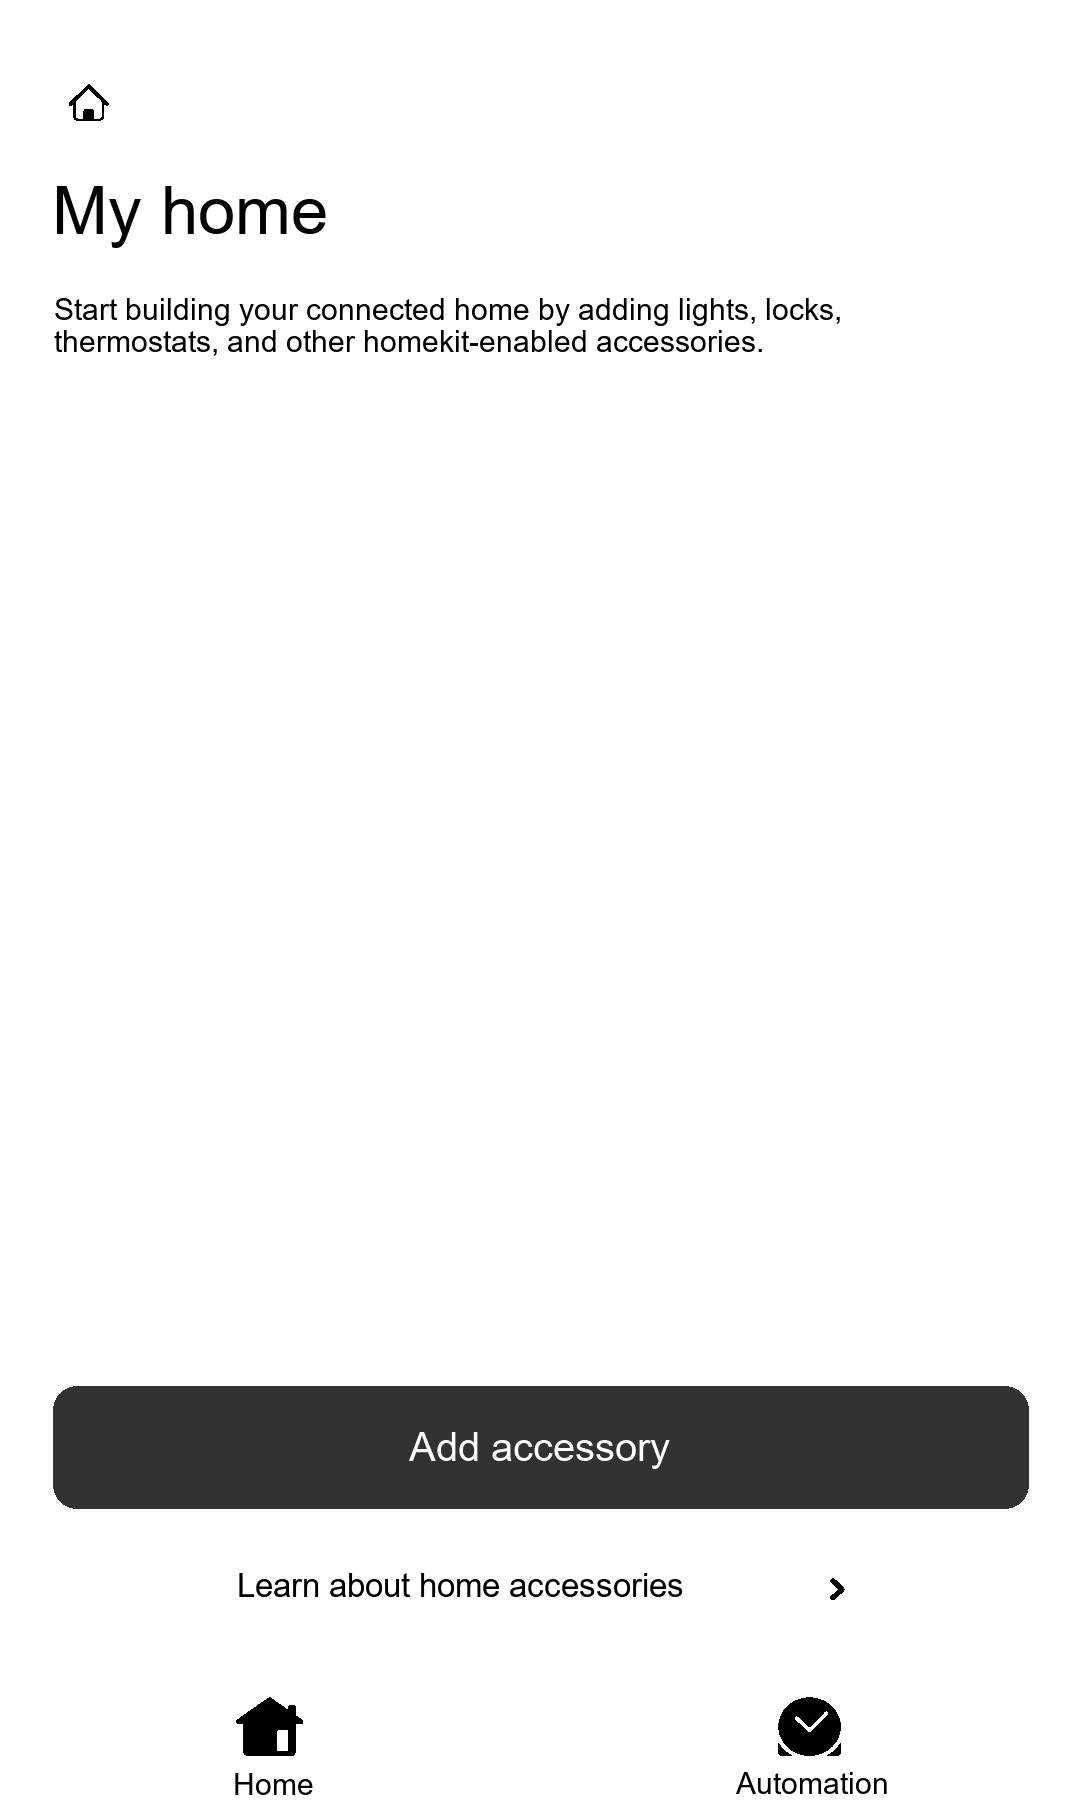 My home
Start building your connected home by adding lights, locks,
thermostats, and other homekit-enabled accessories.
Add accessory
Learn about home accessories
Home
Automation